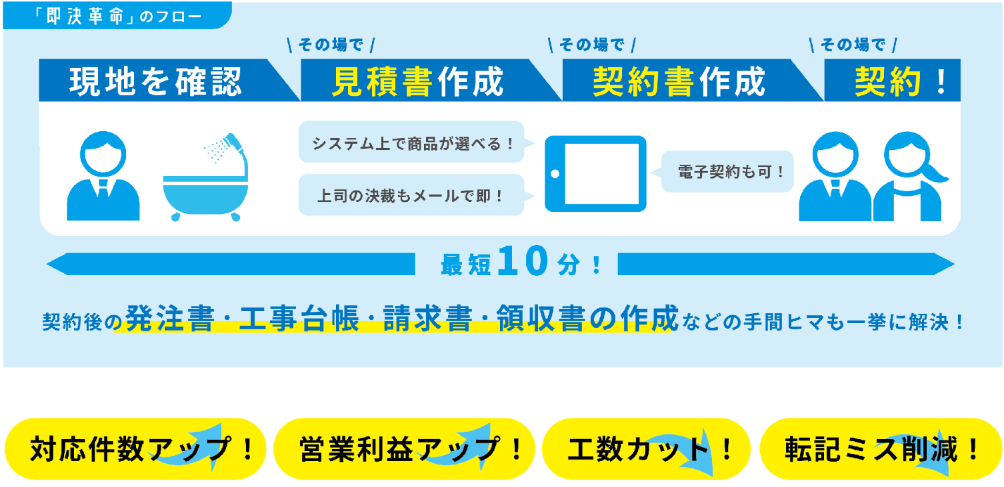 「即決革命」のフロー
\ その場で /
\ その場で /
\ その場で /
現地を確認
見積書作成
契約書作成
契約！
システム上で商品が選べる！
上司の決裁もメールで即！
電子契約も可！
最短10分！
契約後の発注書・工事台帳・請求書・領収書の作成などの手間ヒマも一挙に解決！
対応件数アップ！
営業利益アップ！
工数カット！
転記ミス削減！